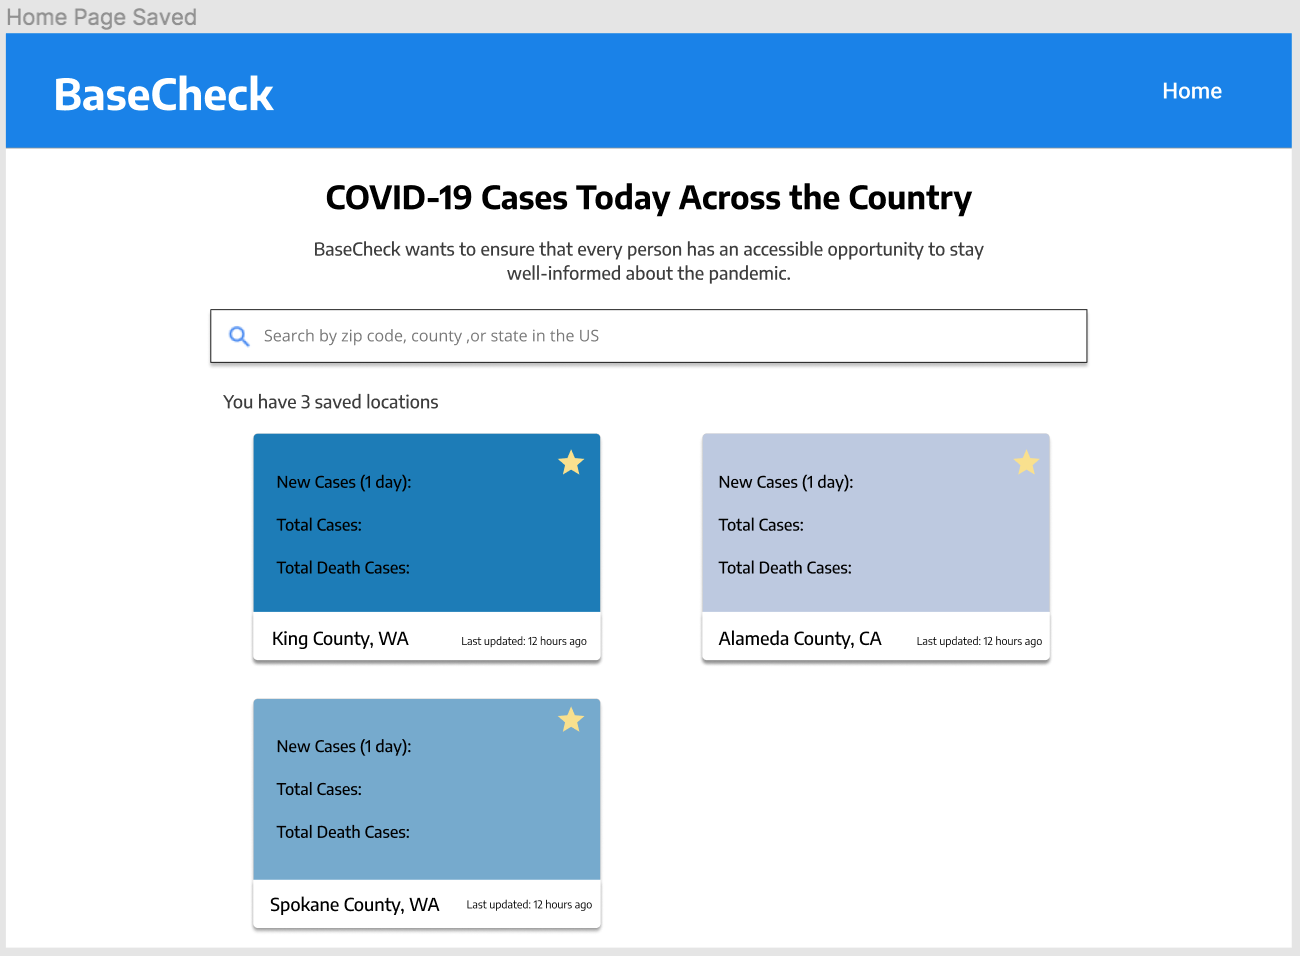 Home Page Saved
BaseCheck
Home
COVID-19 Cases Today Across the Country
BaseCheck wants to ensure that every person has an accessible opportunity to stay
well-informed about the pandemic.
Search by zip code, county ,or state in the US
You have 3 saved locations
New Cases (1 day):
Total Cases:
Total Death Cases:
King County, WA
Last updated: 12 hours ago
New Cases (1 day):
Total Cases:
Total Death Cases:
Alameda County, CA
Last updated: 12 hours ago
New Cases (1 day):
Total Cases:
Total Death Cases:
Spokane County, WA
Last updated: 12 hours ago